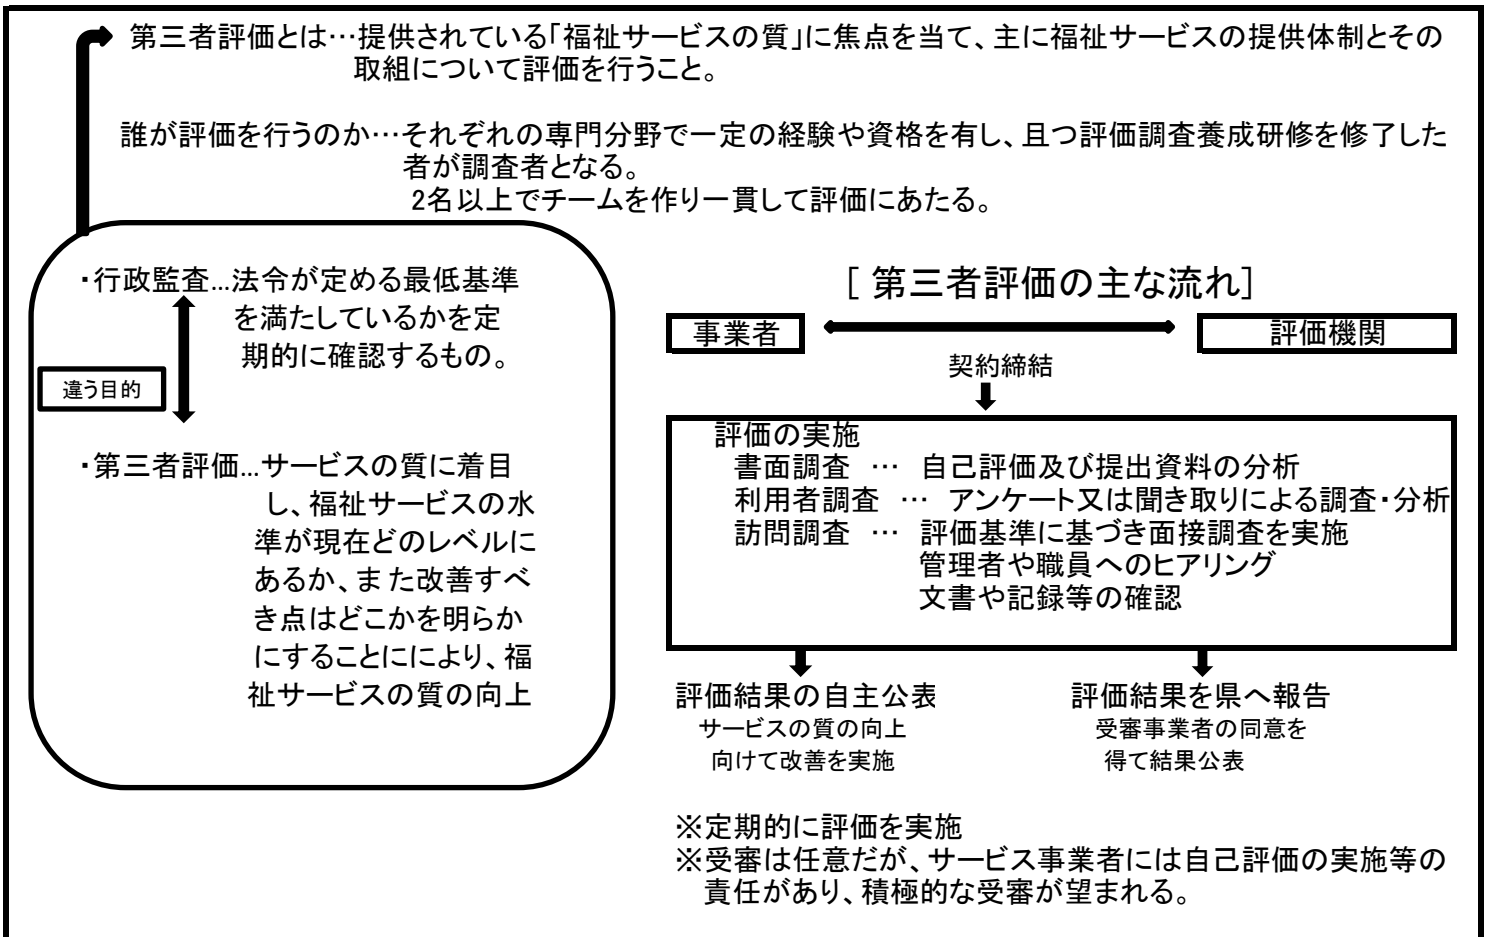 第三者評価とは…提供されている「福祉サービスの質」に焦点を当て、主に福祉サービスの提供体制とその
取組について評価を行うこと。
誰が評価を行うのか…それぞれの専門分野で一定の経験や資格を有し、且つ評価調査養成研修を修了した
者が調査者となる。
2名以上でチームを作り一貫して評価にあたる。
・行政監査...法令が定める最低基準
を満たしているかを定
期的に確認するもの。
違う目的
・第三者評価...サービスの質に着目
し、福祉サービスの水
準が現在どのレベルに
あるか、また改善すべ
き点はどこかを明らか
にすることにより、福
祉サービスの質の向上
[ 第三者評価の主な流れ]
事業者
評価機関
契約締結
評価の実施
書面調査 … 自己評価及び提出資料の分析
利用者調査 … アンケート又は聞き取りによる調査・分析
訪問調査 … 評価基準に基づき面接調査を実施
管理者や職員へのヒアリング
文書や記録等の確認
評価結果の自主公表
サービスの質の向上
向けて改善を実施
評価結果を県へ報告
受審事業者の同意を
得て結果公表
※定期的に評価を実施
※受審は任意だが、サービス事業者には自己評価の実施等の
責任があり、積極的な受審が望まれる。